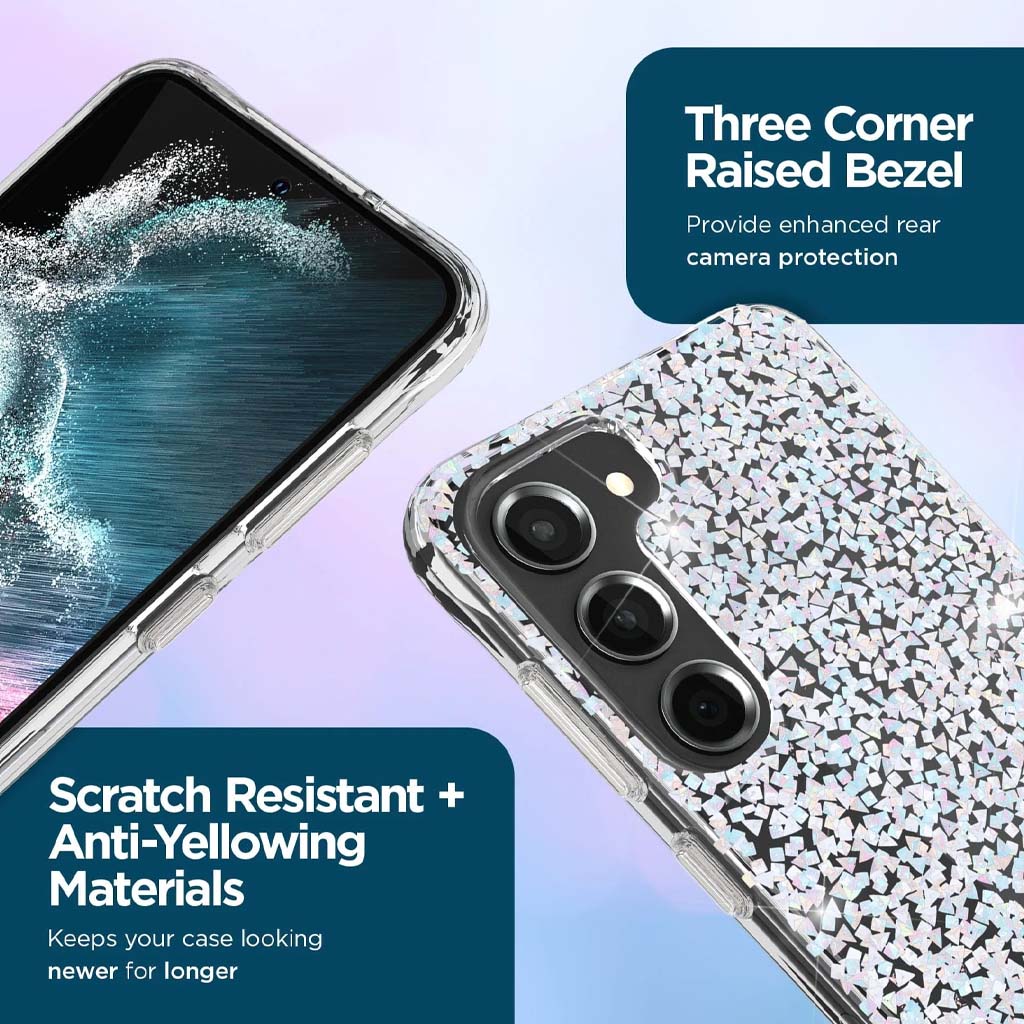 Three Corner
Raised Bezel
Provide enhanced rear
camera protection
Scratch Resistant +
Anti-Yellowing
Materials
Keeps your case looking
newer for longer